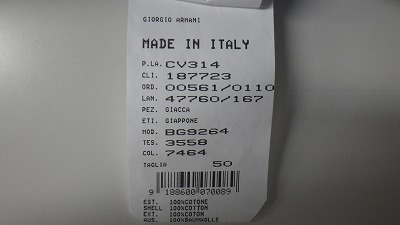 GIORGIO ARMANI
MADE IN ITALY
P.LA. CV314
CLI. 187723
ORD. 00561/0110
LAN. 47760/167
PEZ. GIACCA
ETI. GIAPPONE
MOD. BG9264
TES. 3558
COL. 7464
TAGLIA 50
9 188600 070089
EST. 100%COTONE
SHELL 100%COTTON
EXT. 100%COTON
AUS. 100%BAUMWOLLE